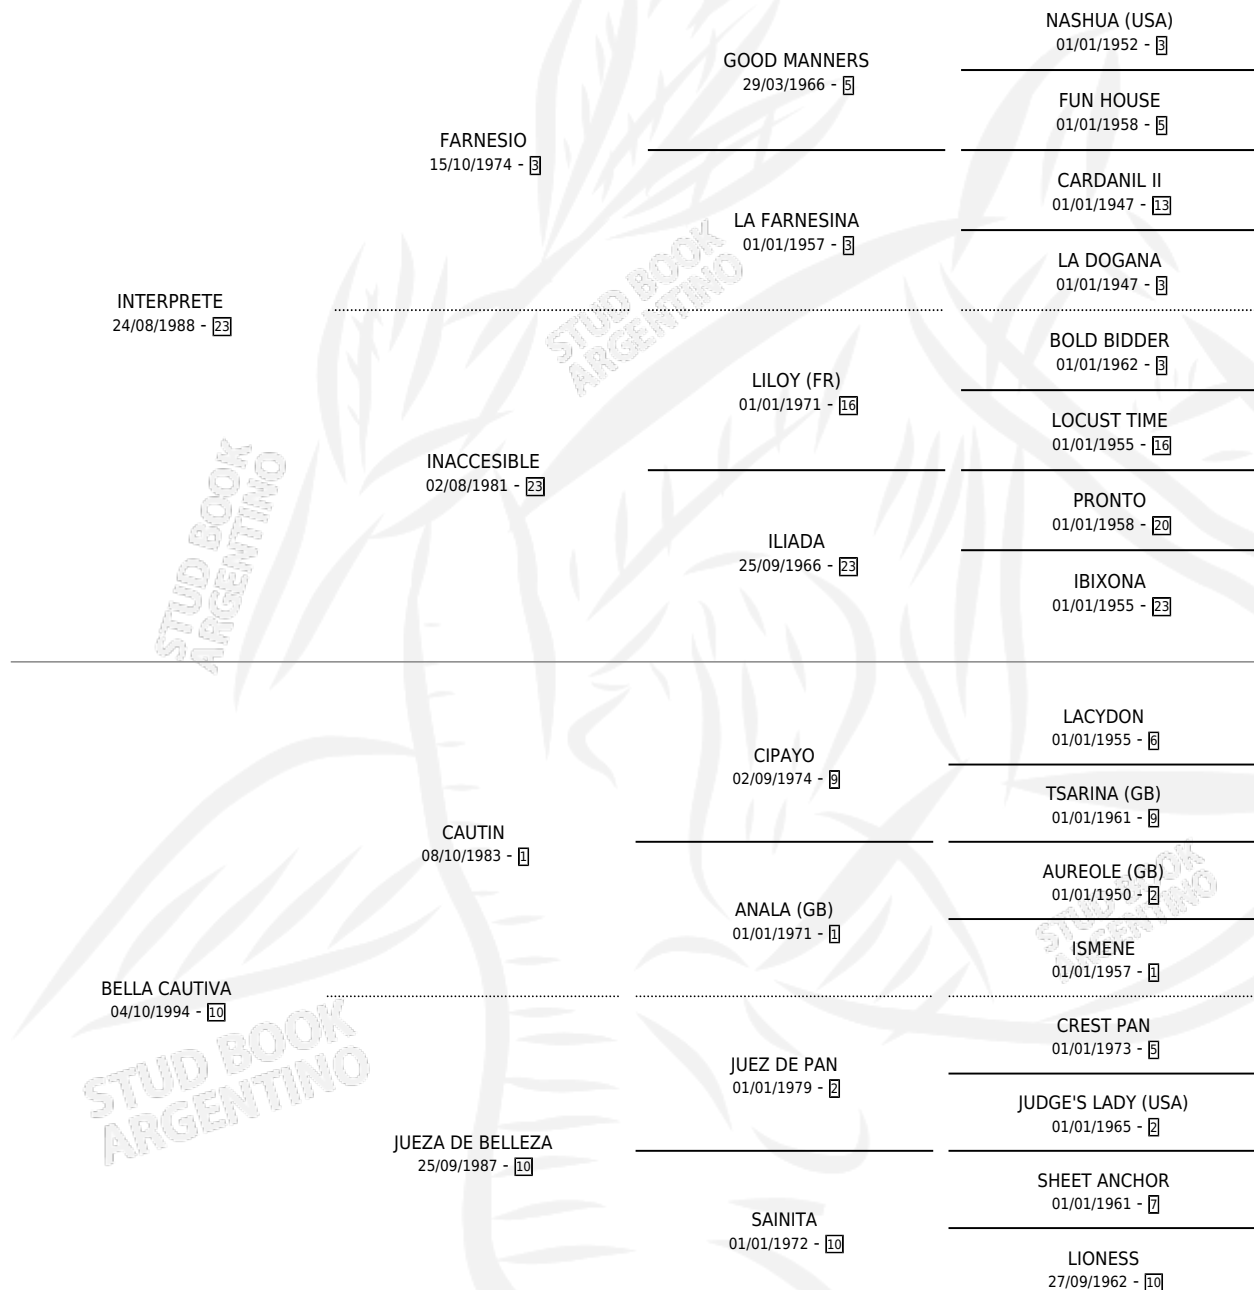 NASHUA (USA)
01/01/1952 - 3
GOOD MANNERS
29/03/1966 - 5
FUN HOUSE
01/01/1958 - 5
FARNESIO
15/10/1974 - 3
CARDANIL II
01/01/1947 - 13
LA FARNESINA
01/01/1957 - 3
LA DOGANA
01/01/1947 - 3
INTERPRETE
24/08/1988 - 23
BOLD BIDDER
01/01/1962 - 3
LILOY (FR)
01/01/1971 - 16
LOCUST TIME
01/01/1955 - 16
INACCESIBLE
02/08/1981 - 23
PRONTO
01/01/1958 - 20
ILIADA
25/09/1966 - 23
IBIXONA
01/01/1955 - 23
STUD BOOK
ARGENTINO
STUD BOOK
ARGENTINO
LACYDON
01/01/1955 - 6
CIPAYO
02/09/1974 - 9
TSARINA (GB)
01/01/1961 - 9
CAUTIN
08/10/1983 - 1
AUREOLE (GB)
01/01/1950 - 2
ANALA (GB)
01/01/1971 - 1
ISMENE
01/01/1957 - 1
BELLA CAUTIVA
04/10/1994 - 10
CREST PAN
01/01/1973 - 5
JUEZ DE PAN
01/01/1979 - 2
JUDGE'S LADY (USA)
01/01/1965 - 2
JUEZA DE BELLEZA
25/09/1987 - 10
SHEET ANCHOR
01/01/1961 - 7
SAINITA
01/01/1972 - 10
LIONESS
27/09/1962 - 10
STUD BOOK
ARGENTINO
STUD BOOK
ARGENTINO